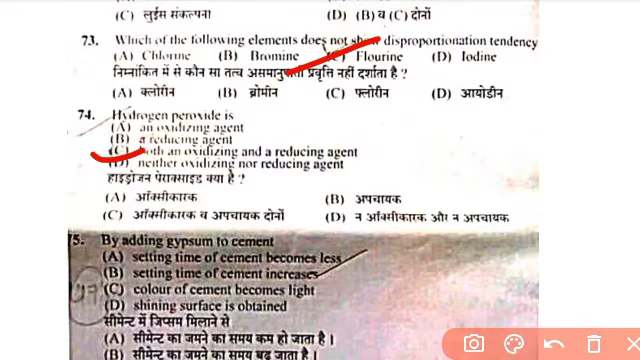 (C) लुईस संकल्पना (D) (B) व (C) दोनों
73. Which of the following elements does not show disproportionation tendency
(A) Chlorine (B) Bromine (C) Flourine (D) Iodine
निम्नांकित में से कौन सा तत्व असमानुपाती प्रवृत्ति नहीं दर्शाता है ?
(A) क्लोरीन (B) ब्रोमीन (C) फ्लोरीन (D) आयोडीन
74. Hydrogen peroxide is
(A) an oxidizing agent
(B) a reducing agent
(C) both an oxidizing and a reducing agent
(D) neither oxidizing nor reducing agent
हाइड्रोजन पेराक्साइड क्या है ?
(A) ऑक्सीकारक (B) अपचायक
(C) ऑक्सीकारक व अपचायक दोनों (D) न ऑक्सीकारक और न अपचायक
75. By adding gypsum to cement
(A) setting time of cement becomes less
(B) setting time of cement increases
(C) colour of cement becomes light
(D) shining surface is obtained
सीमेन्ट में जिप्सम मिलाने से
(A) सीमेन्ट का जमने का समय कम हो जाता है ।
(B) सीमेन्ट का जमने का समय बढ़ जाता है ।